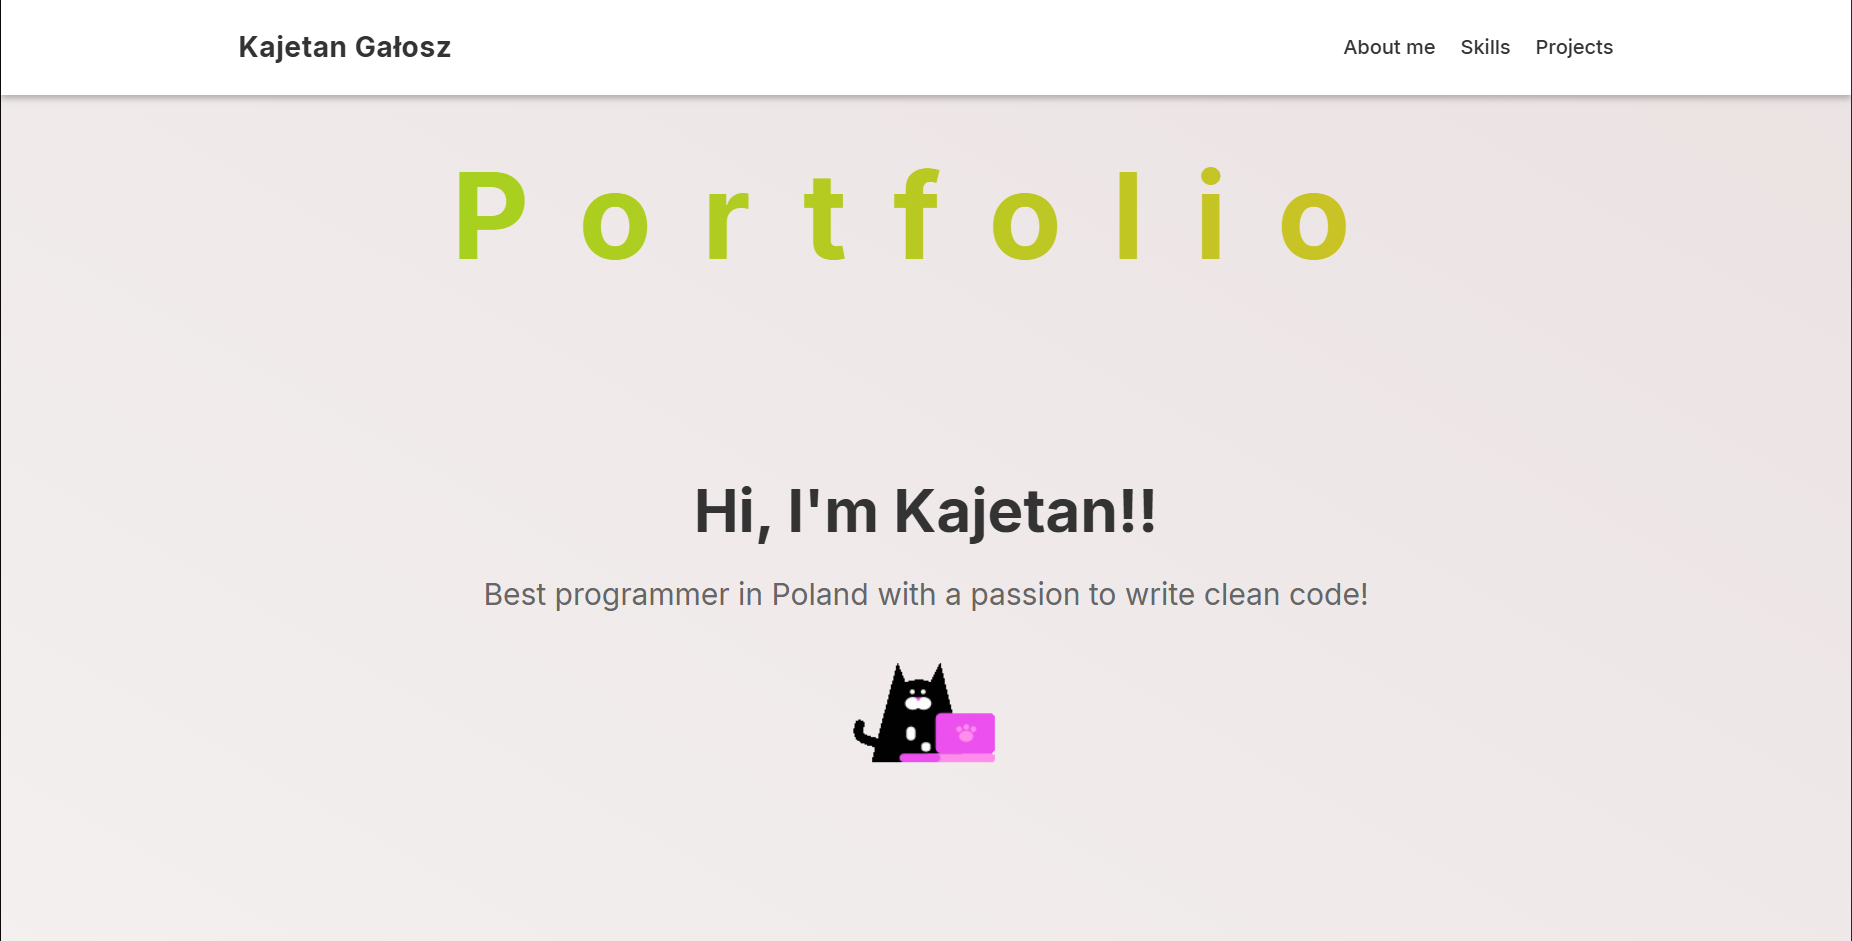 Kajetan Gałosz
About me Skills Projects
Portfolio
Hi, I'm Kajetan!!
Best programmer in Poland with a passion to write clean code!